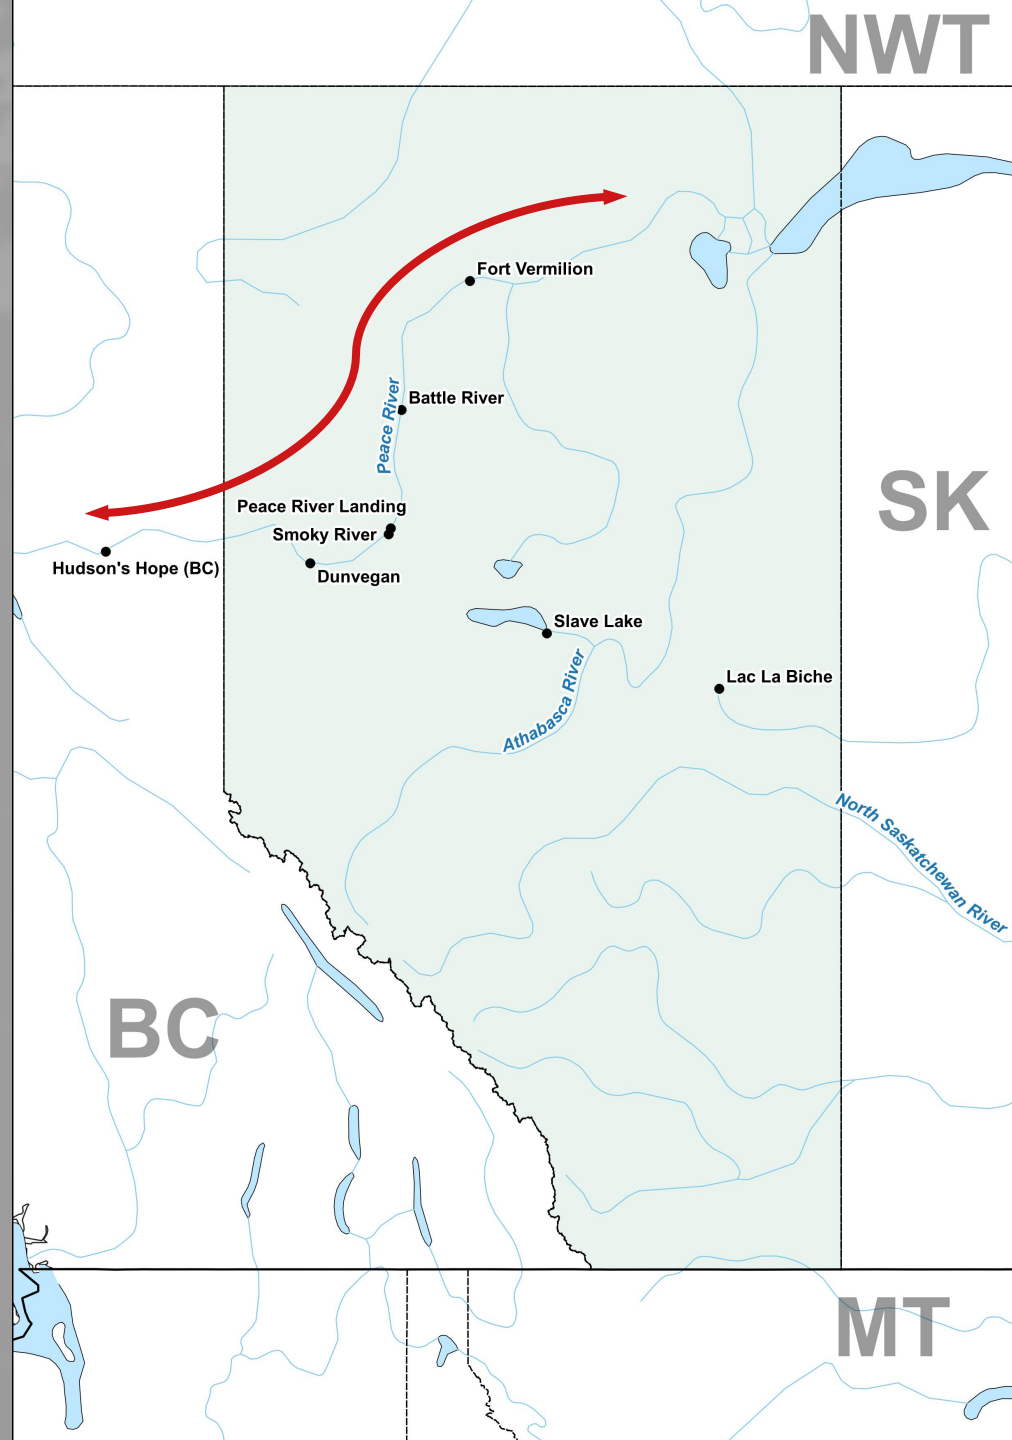 NWT
Fort Vermilion
Peace River
Battle River
SK
Peace River Landing
Smoky River
Hudson's Hope (BC)
Dunvegan
Slave Lake
Athabasca River
Lac La Biche
North Saskatchewan River
BC
MT